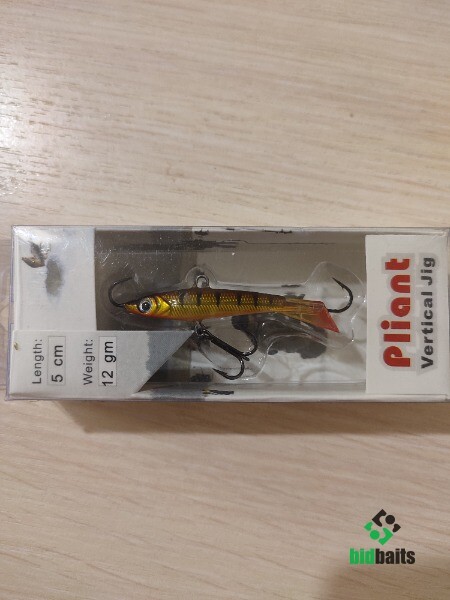 Length:
5 cm
Weight:
12 gm
Pliant
Vertical Jig
bidbaits